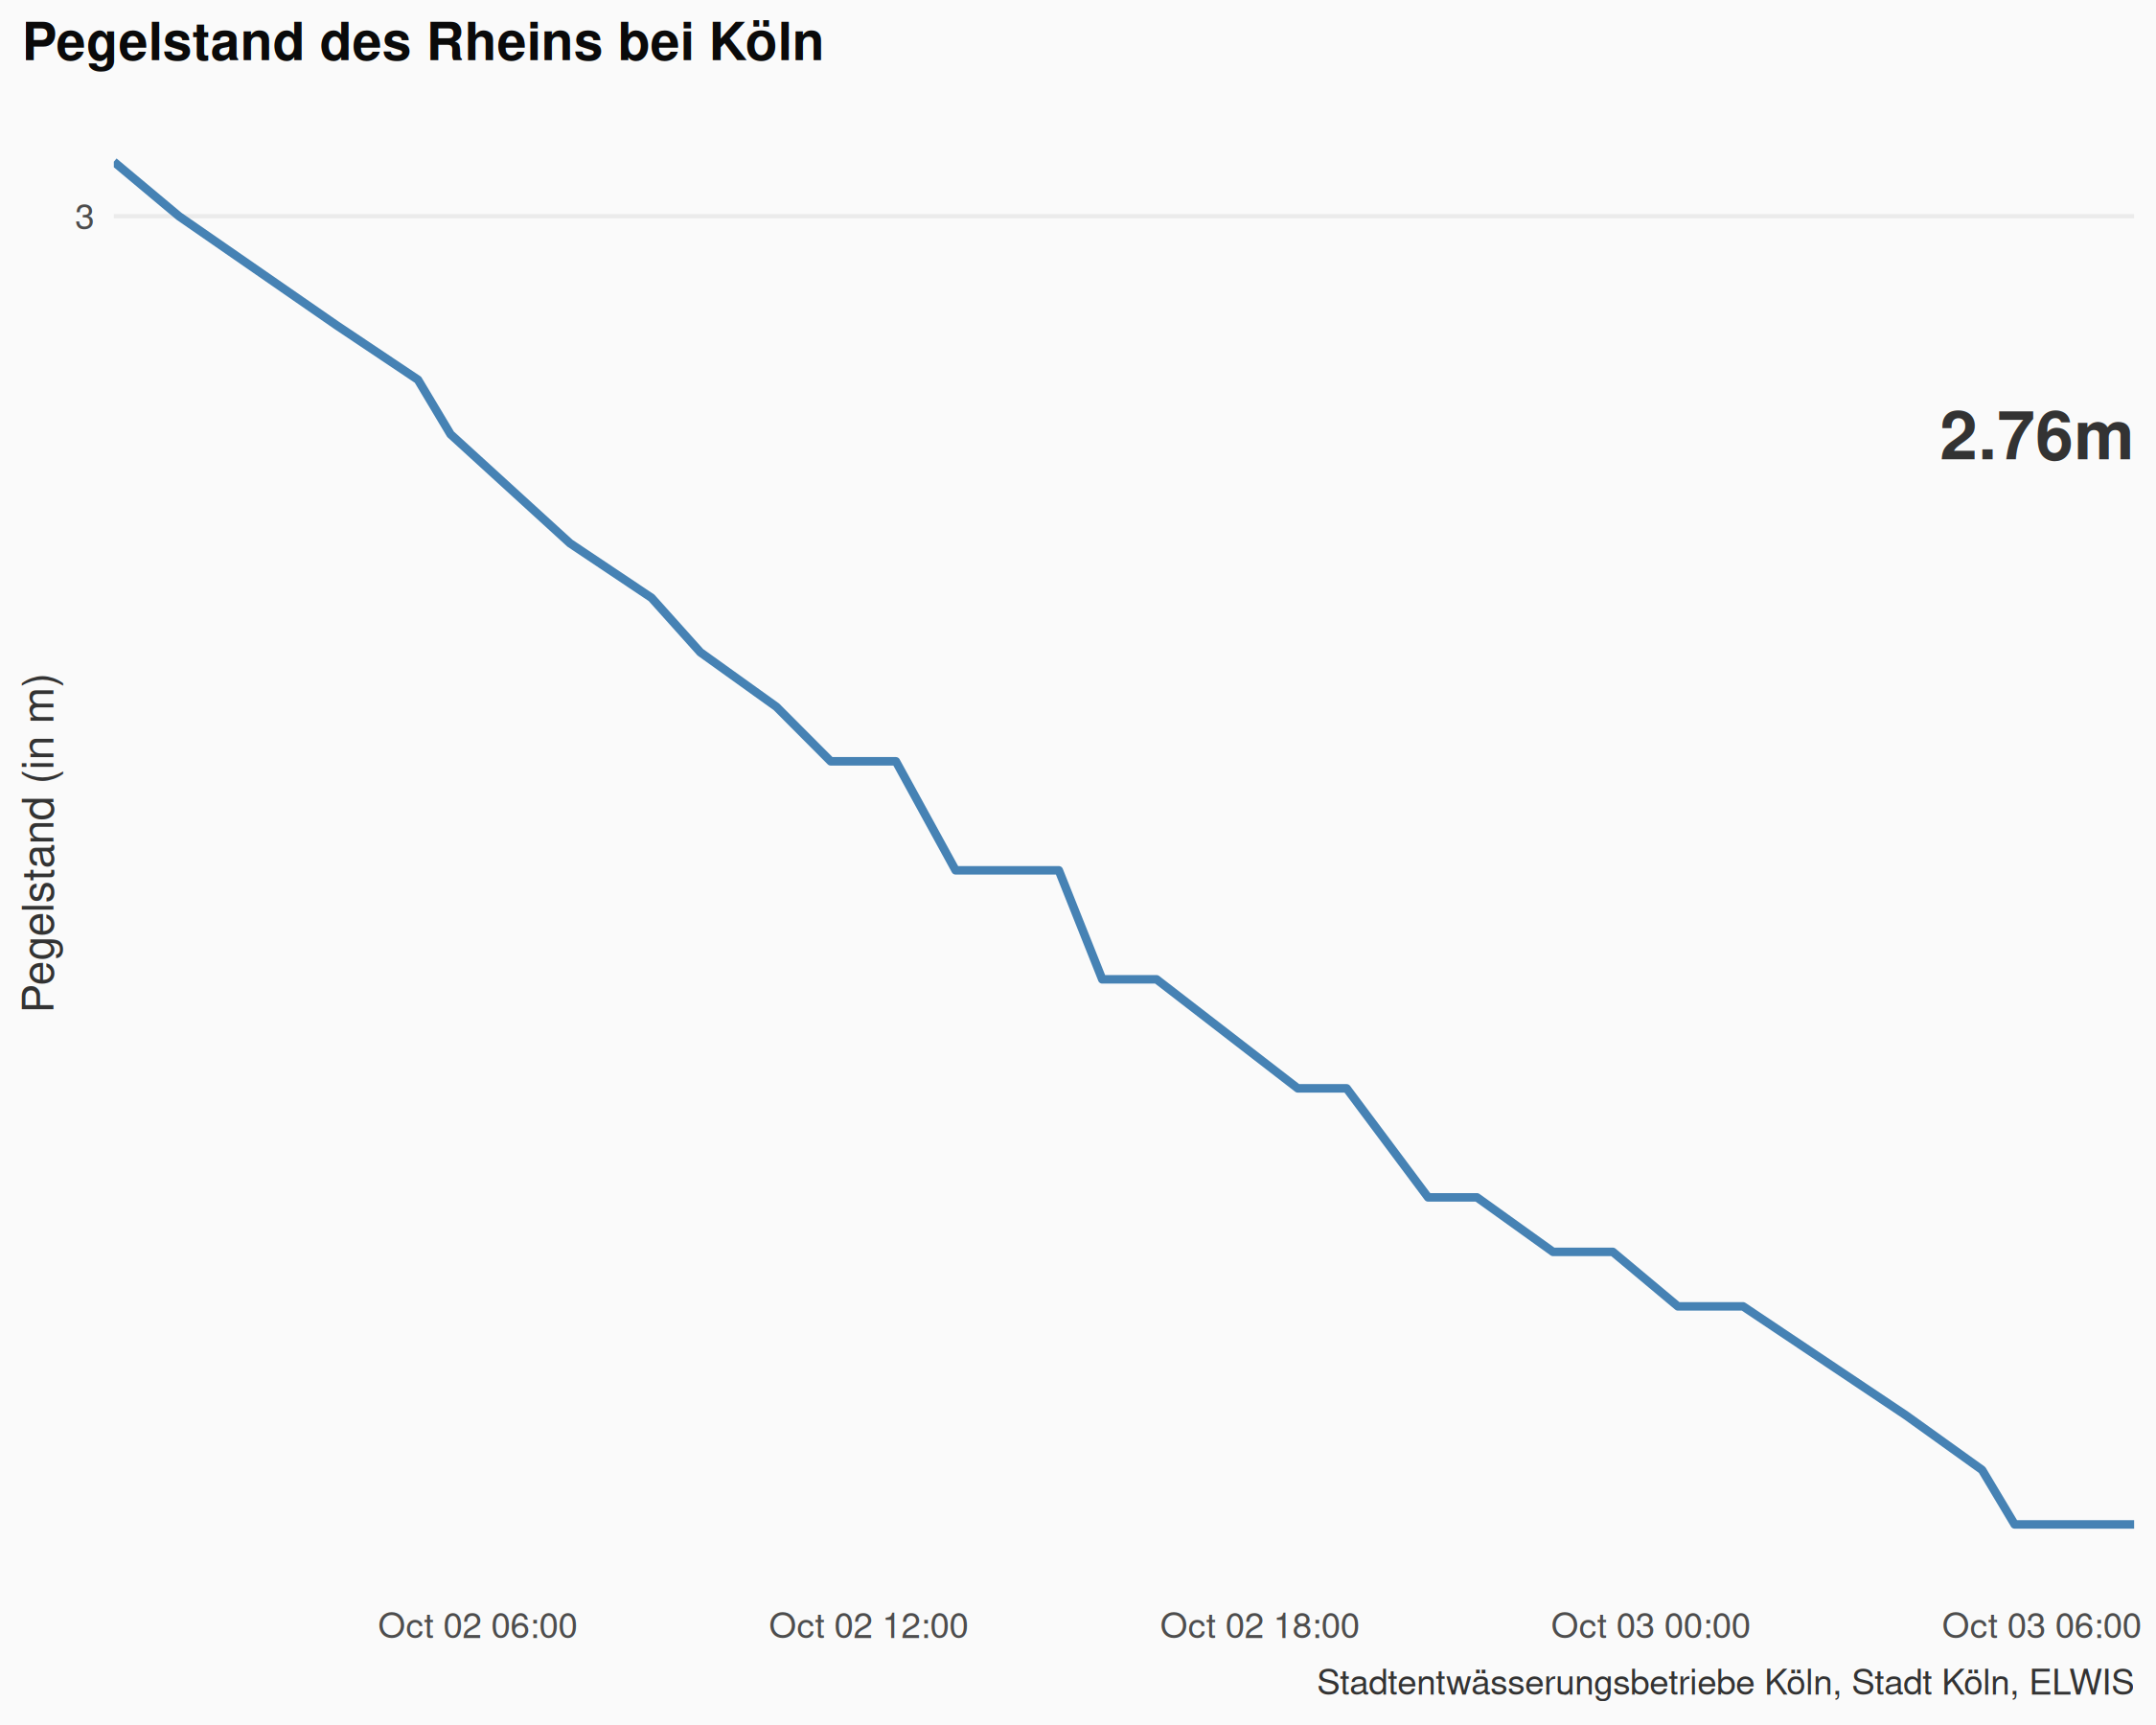 Pegelstand des Rheins bei Köln
3
2.76m
Pegelstand (in m)
Oct 02 06:00 Oct 02 12:00 Oct 02 18:00 Oct 03 00:00 Oct 03 06:00
Stadtentwässerungsbetriebe Köln, Stadt Köln, ELWIS